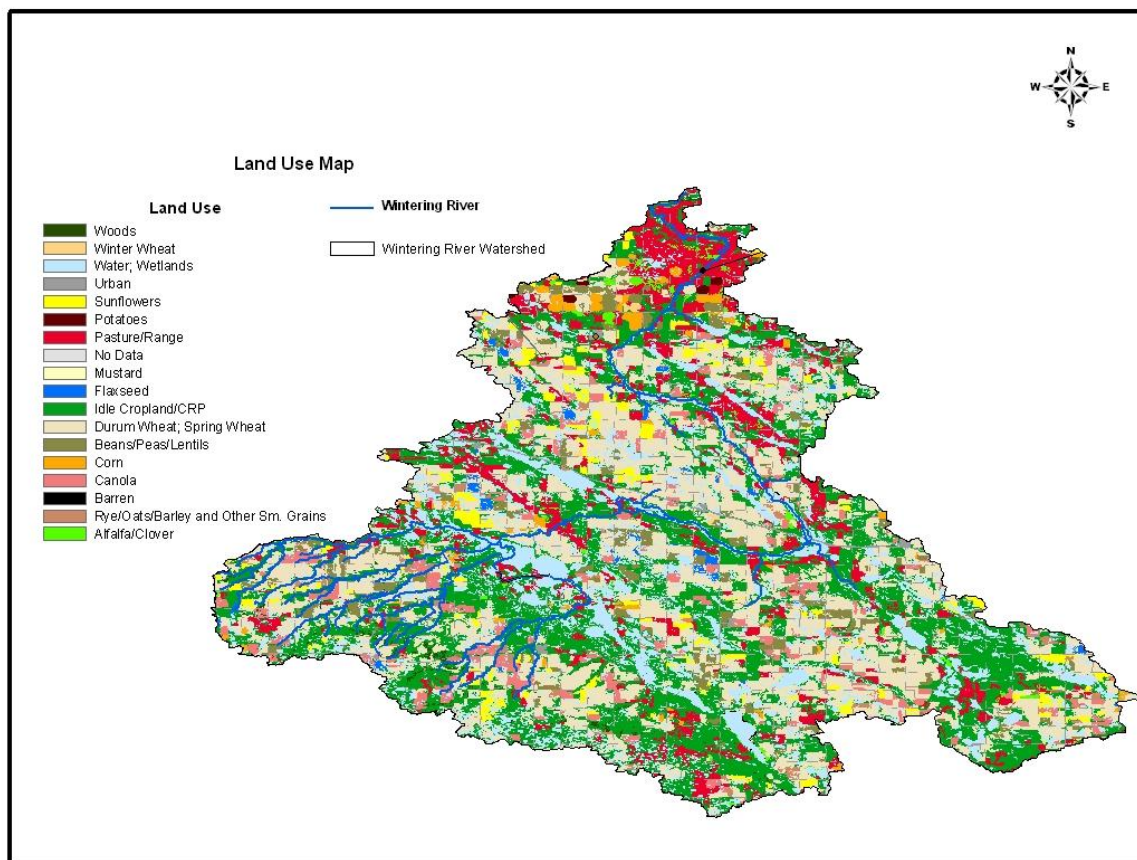 N
W E
S
Land Use Map
Land Use
Woods
Winter Wheat
Water; Wetlands
Urban
Sunflowers
Potatoes
Pasture/Range
No Data
Mustard
Flaxseed
Idle Cropland/CRP
Durum Wheat; Spring Wheat
Beans/Peas/Lentils
Corn
Canola
Barren
Rye/Oats/Barley and Other Sm. Grains
Alfalfa/Clover
Wintering River
Wintering River Watershed